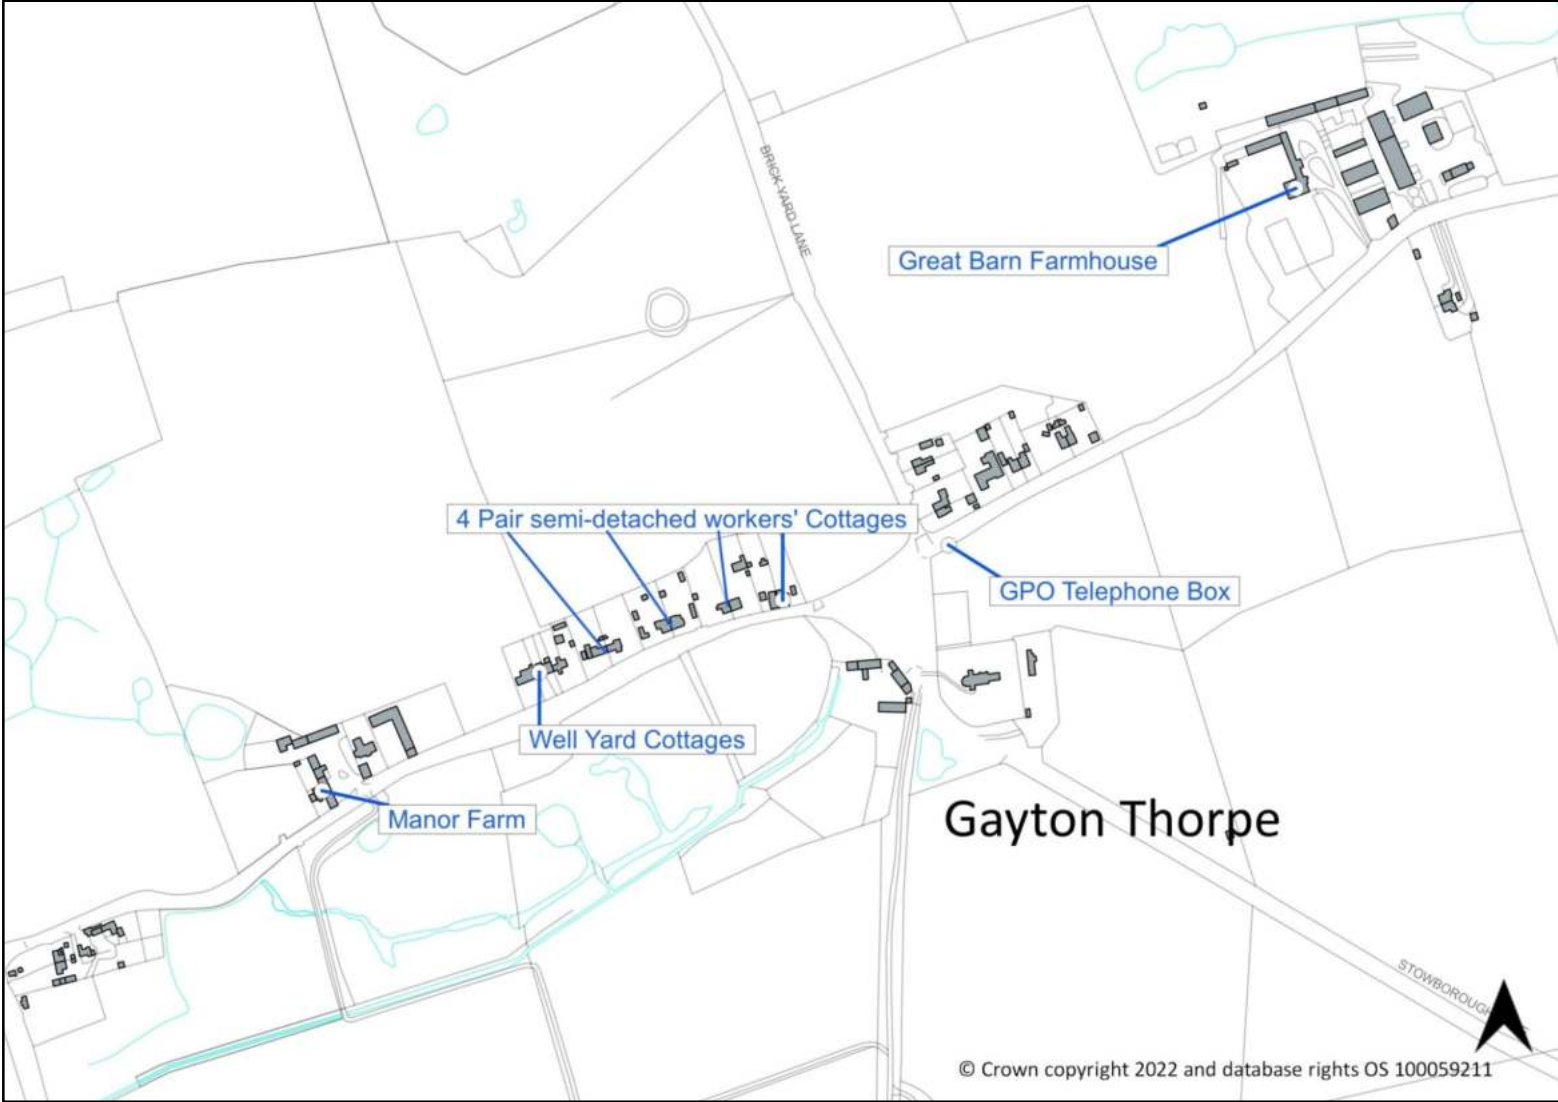 BRICK YARD LANE
Great Barn Farmhouse
4 Pair semi-detached workers' Cottages
GPO Telephone Box
Well Yard Cottages
Manor Farm
Gayton Thorpe
STOWBOROUGH
© Crown copyright 2022 and database rights OS 100059211